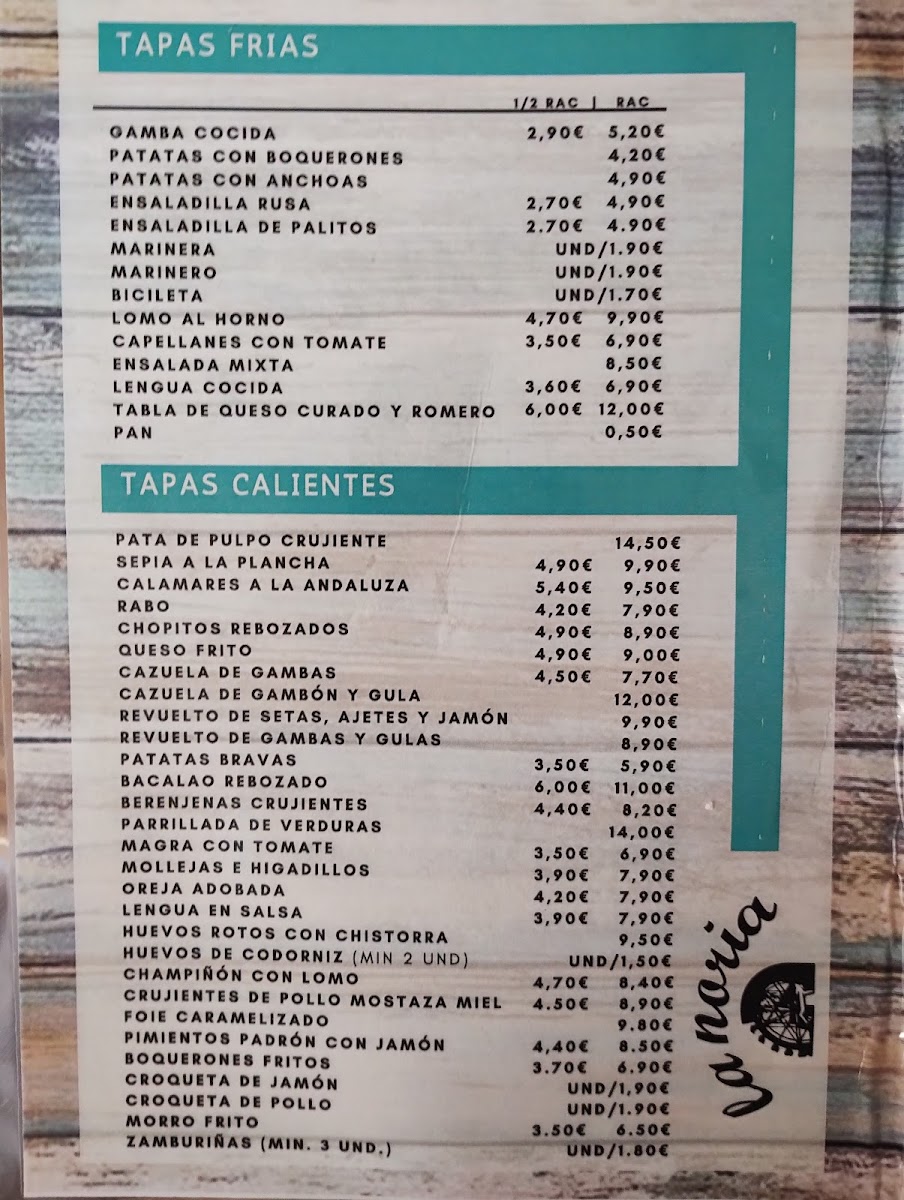 TAPAS FRIAS
1/2 RAC | RAC
GAMBA COCIDA 2,90€ 5,20€
PATATAS CON BOQUERONES 4,20€
PATATAS CON ANCHOAS 4,90€
ENSALADILLA RUSA 2,70€ 4,90€
ENSALADILLA DE PALITOS 2.70€ 4.90€
MARINERA UND/1.90€
MARINERO UND/1.90€
BICILETA UND/1.70€
LOMO AL HORNO 4,70€ 9,90€
CAPELLANES CON TOMATE 3,50€ 6,90€
ENSALADA MIXTA 8,50€
LENGUA COCIDA 3,60€ 6,90€
TABLA DE QUESO CURADO Y ROMERO 6,00€ 12,00€
PAN 0,50€
TAPAS CALIENTES
PATA DE PULPO CRUJIENTE 14,50€
SEPIA A LA PLANCHA 4,90€ 9,90€
CALAMARES A LA ANDALUZA 5,40€ 9,50€
RABO 4,20€ 7,90€
CHOPITOS REBOZADOS 4,90€ 8,90€
QUESO FRITO 4,90€ 9,00€
CAZUELA DE GAMBAS 4,50€ 7,70€
CAZUELA DE GAMBÓN Y GULA 12,00€
REVUELTO DE SETAS, AJETES Y JAMÓN 9,90€
REVUELTO DE GAMBAS Y GULAS 8,90€
PATATAS BRAVAS 3,50€ 5,90€
BACALAO REBOZADO 6,00€ 11,00€
BERENJENAS CRUJIENTES 4,40€ 8,20€
PARRILLADA DE VERDURAS 14,00€
MAGRA CON TOMATE 3,50€ 6,90€
MOLLEJAS E HIGADILLOS 3,90€ 7,90€
OREJA ADOBADA 4,20€ 7,90€
LENGUA EN SALSA 3,90€ 7,90€
HUEVOS ROTOS CON CHISTORRA 9,50€
HUEVOS DE CODORNIZ (MIN 2 UND) UND/1,50€
CHAMPIÑÓN CON LOMO 4,70€ 8,40€
CRUJIENTES DE POLLO MOSTAZA MIEL 4.50€ 8,90€
FOIE CARAMELIZADO 9.80€
PIMIENTOS PADRÓN CON JAMÓN 4,40€ 8.50€
BOQUERONES FRITOS 3.70€ 6.90€
CROQUETA DE JAMÓN UND/1,90€
CROQUETA DE POLLO UND/1.90€
MORRO FRITO 3.50€ 6.50€
ZAMBURIÑAS (MIN. 3 UND.) UND/1.80€
La noria